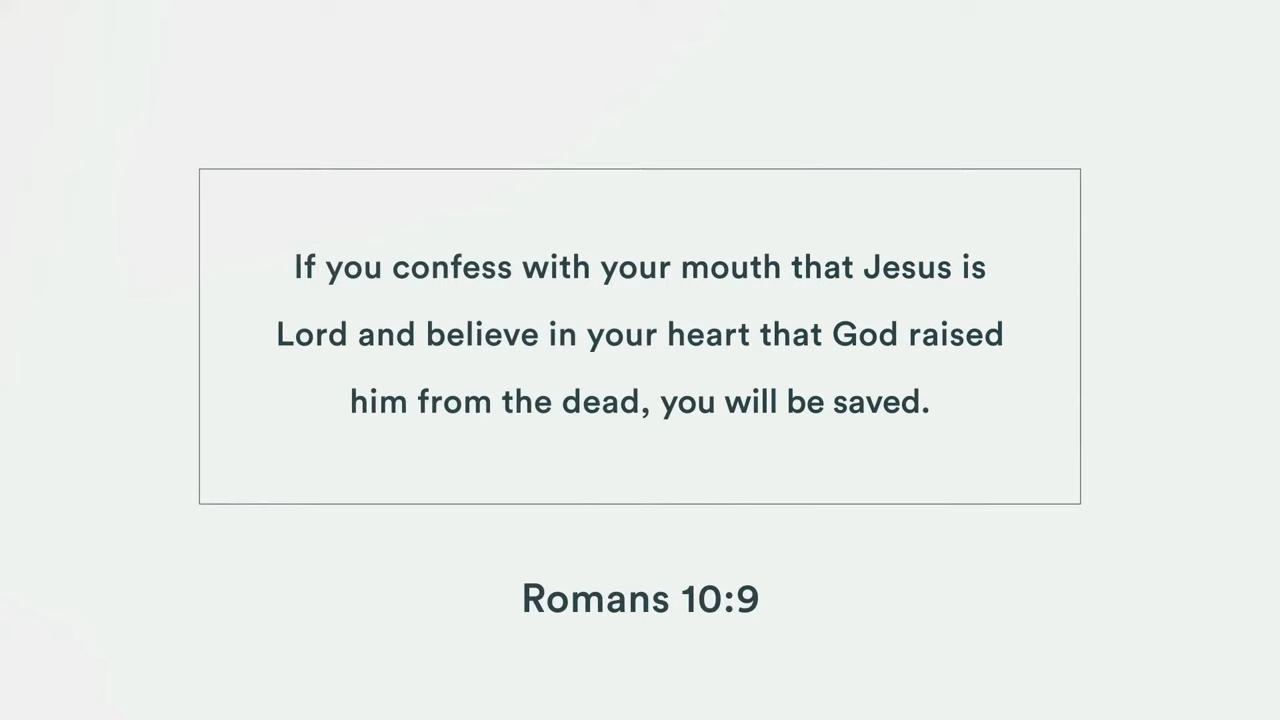 If you confess with your mouth that Jesus is
Lord and believe in your heart that God raised
him from the dead, you will be saved.
Romans 10:9